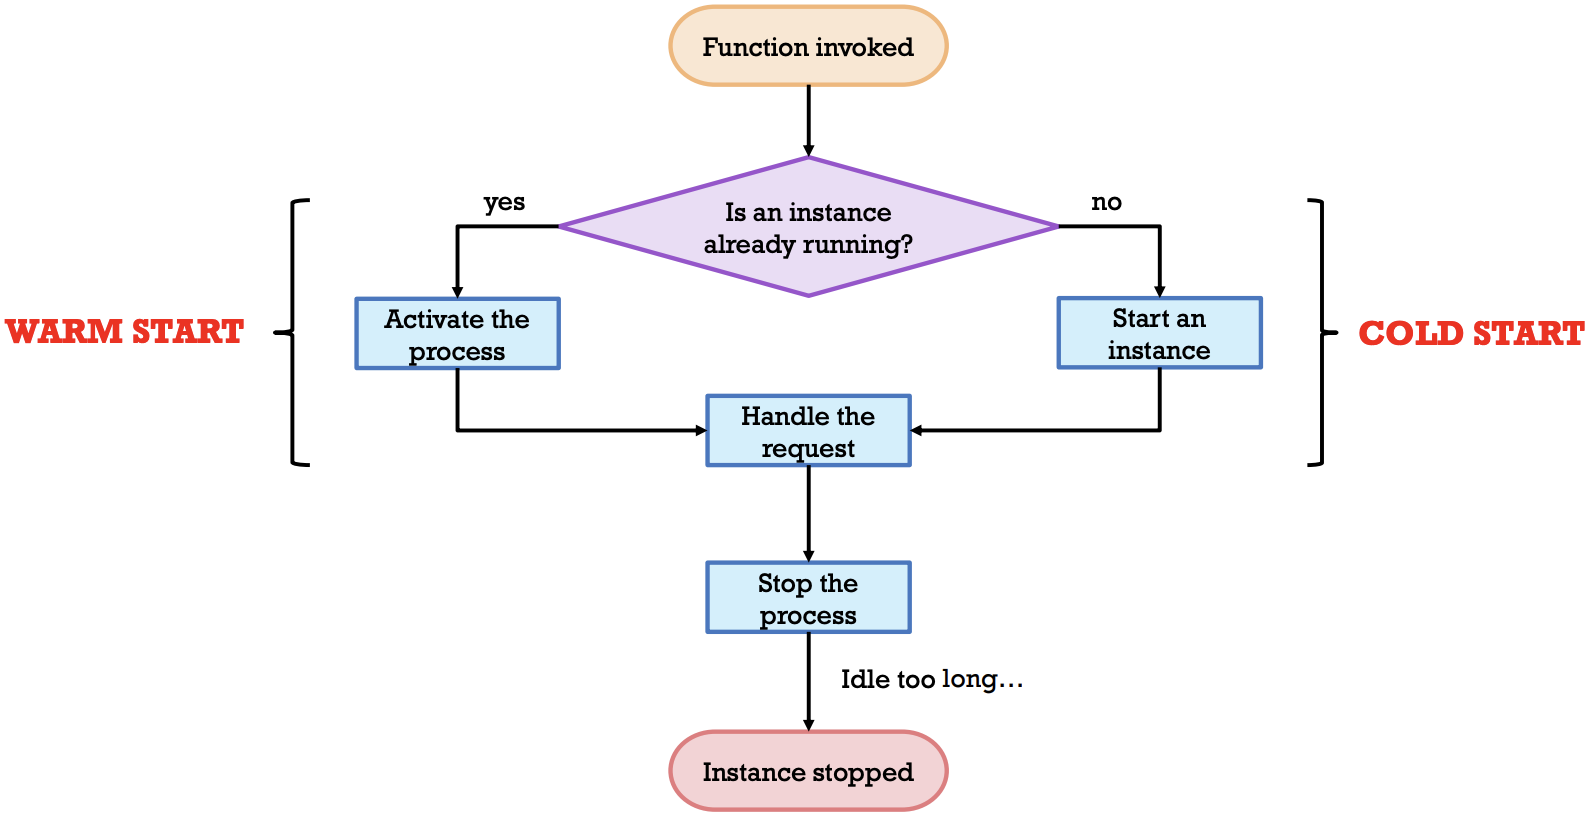 Function invoked
yes
Is an instance
already running?
no
WARM START
Activate the
process
Start an
instance
COLD START
Handle the
request
Stop the
process
Idle too long...
Instance stopped